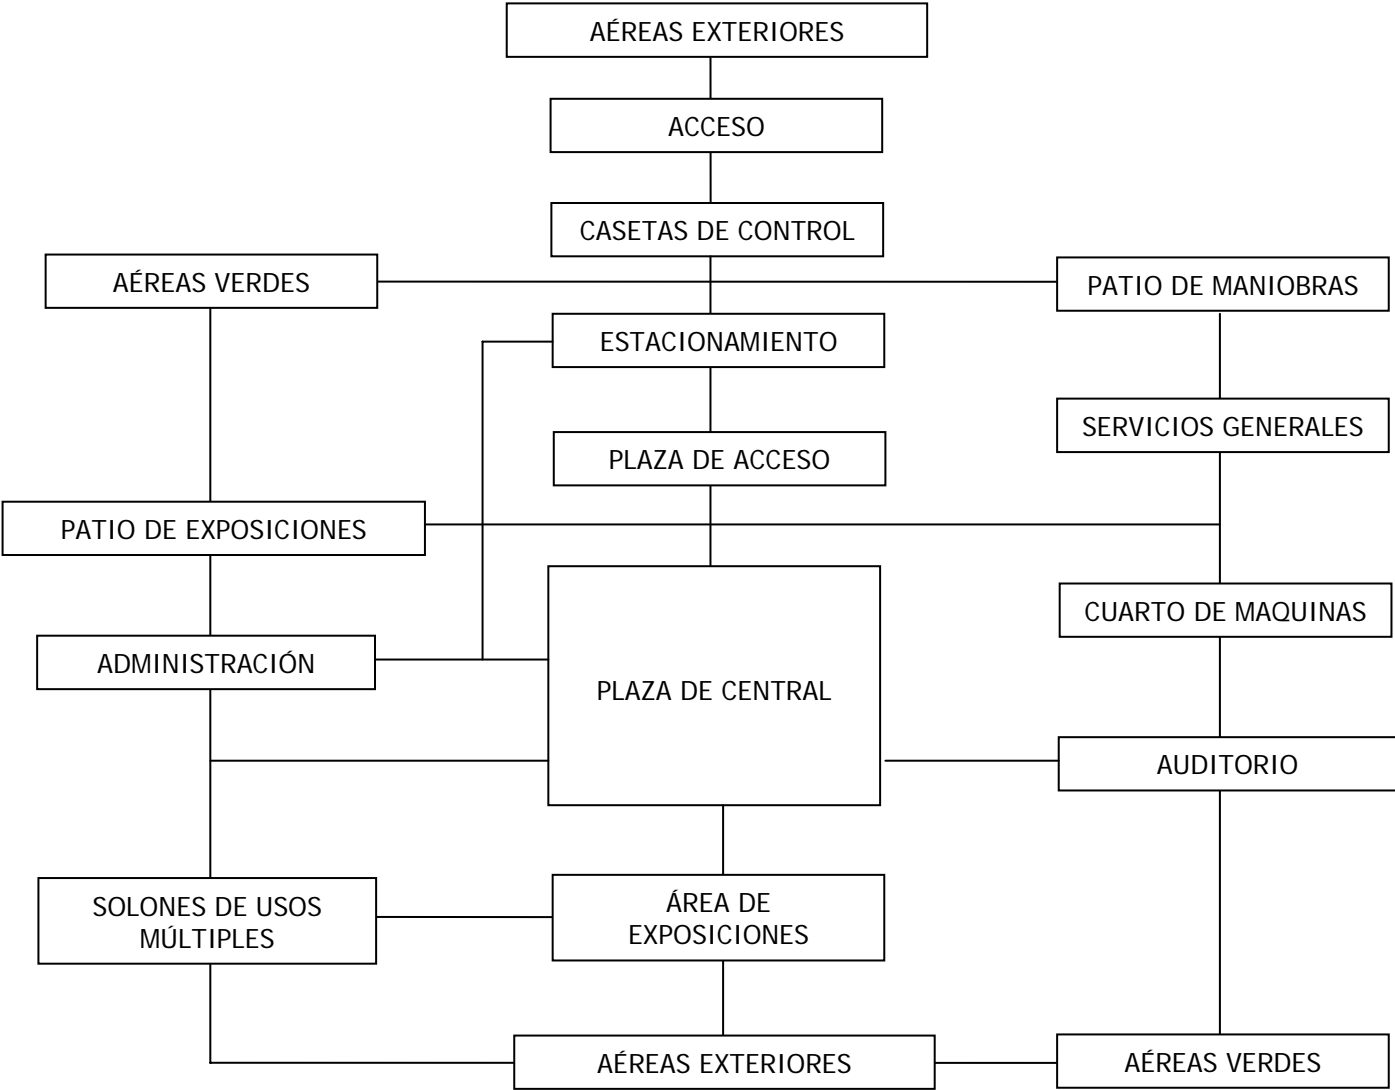 AÉREAS EXTERIORES
ACCESO
CASETAS DE CONTROL
AÉREAS VERDES
PATIO DE MANIOBRAS
ESTACIONAMIENTO
SERVICIOS GENERALES
PLAZA DE ACCESO
PATIO DE EXPOSICIONES
CUARTO DE MAQUINAS
ADMINISTRACIÓN
PLAZA DE CENTRAL
AUDITORIO
SOLONES DE USOS
MÚLTIPLES
ÁREA DE
EXPOSICIONES
AÉREAS EXTERIORES
AÉREAS VERDES